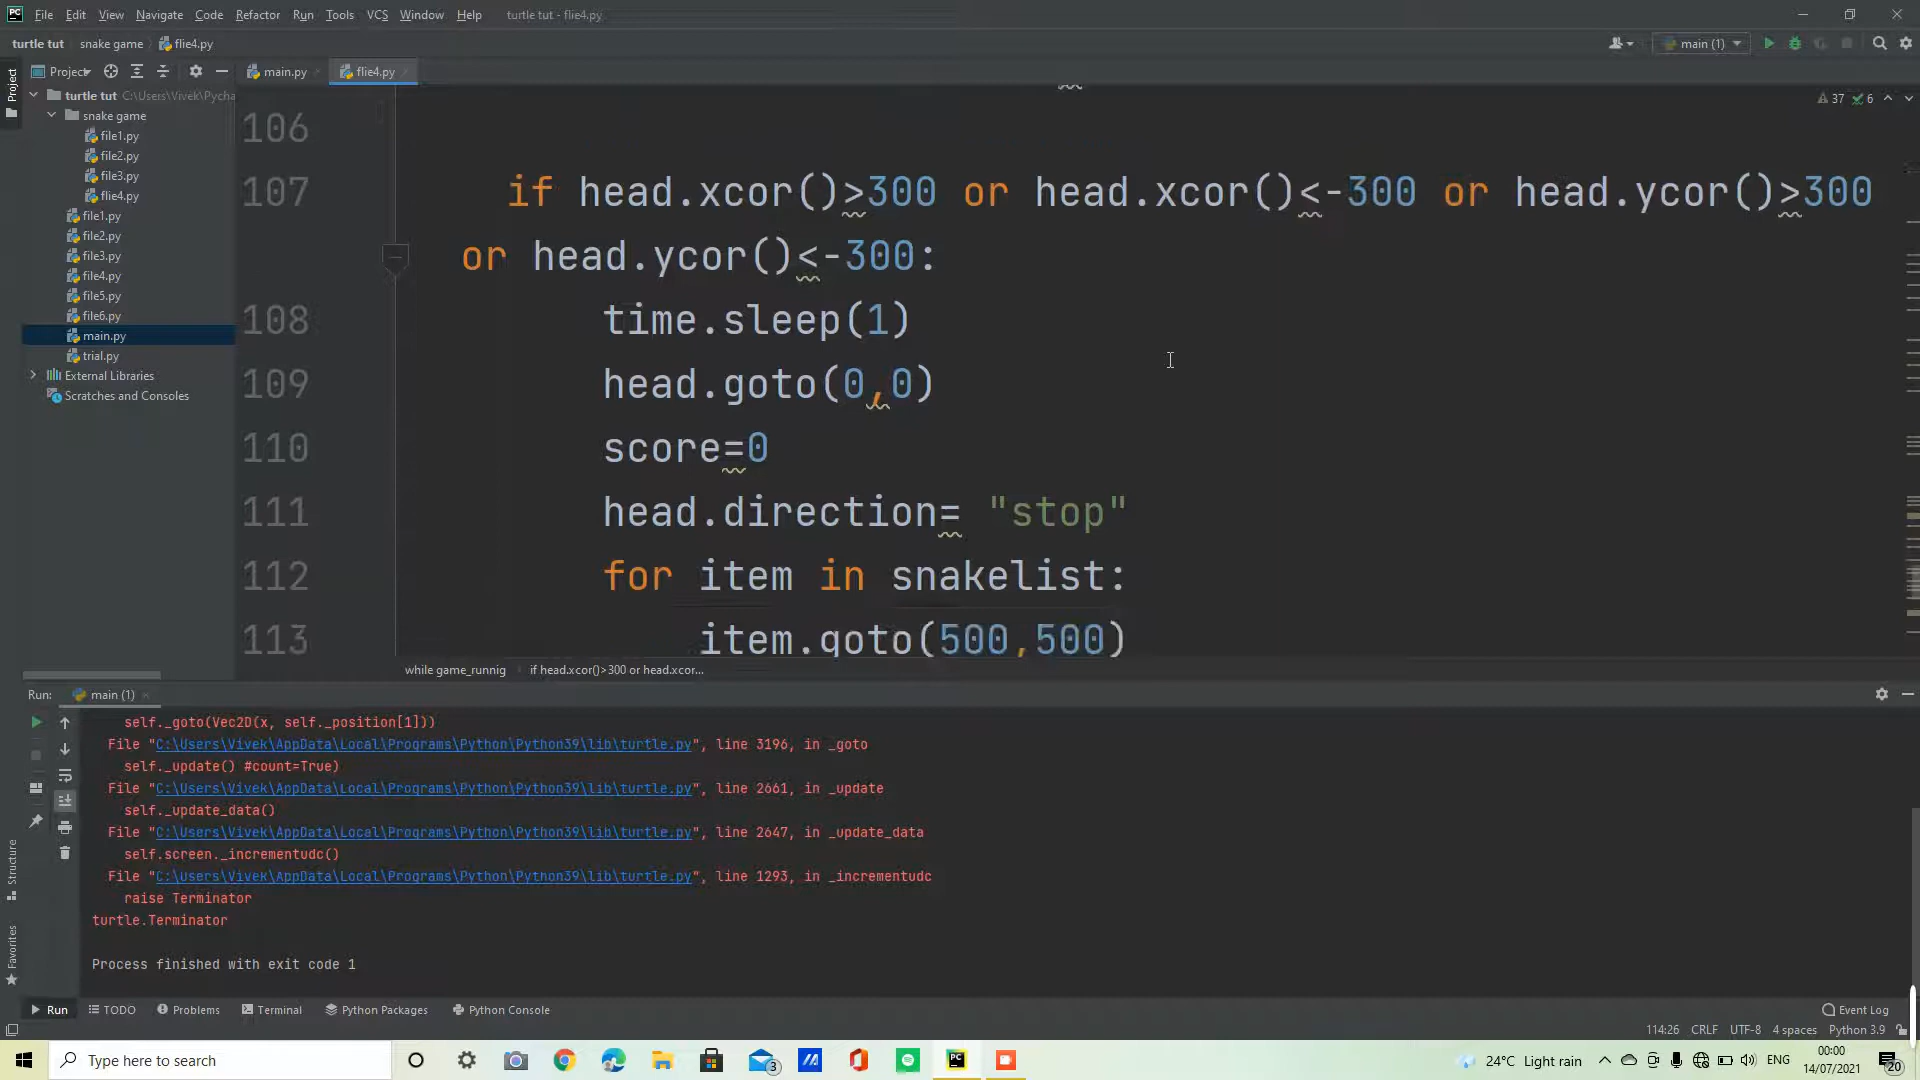 File Edit View Navigate Code Refactor Run Tools VCS Window Help turtle tut - flie4.py
turtle tut snake game flie4.py main (1)
Project main.py flie4.py
turtle tut C:\Users\Vivek\Pycha
snake game
file1.py
file2.py
file3.py
flie4.py
file1.py
file2.py
file3.py
file4.py
file5.py
file6.py
main.py
trial.py
External Libraries
Scratches and Consoles
Project
Structure
Favorites
37 6
106
107 if head.xcor()>300 or head.xcor()<-300 or head.ycor()>300
or head.ycor()<-300:
108 time.sleep(1)
109 head.goto(0,0)
110 score=0
111 head.direction= "stop"
112 for item in snakelist:
113 item.goto(500,500)
while game_runnig if head.xcor()>300 or head.xcor...
Run: main (1)
self._goto(Vec2D(x, self._position[1]))
File "C:\Users\Vivek\AppData\Local\Programs\Python\Python39\lib\turtle.py", line 3196, in _goto
self._update() #count=True)
File "C:\Users\Vivek\AppData\Local\Programs\Python\Python39\lib\turtle.py", line 2661, in _update
self._update_data()
File "C:\Users\Vivek\AppData\Local\Programs\Python\Python39\lib\turtle.py", line 2647, in _update_data
self.screen._incrementudc()
File "C:\Users\Vivek\AppData\Local\Programs\Python\Python39\lib\turtle.py", line 1293, in _incrementudc
raise Terminator
turtle.Terminator
Process finished with exit code 1
Run TODO Problems Terminal Python Packages Python Console Event Log
114:26 CRLF UTF-8 4 spaces Python 3.9
Type here to search 3 PC 24°C Light rain ENG 00:00 20
14/07/2021